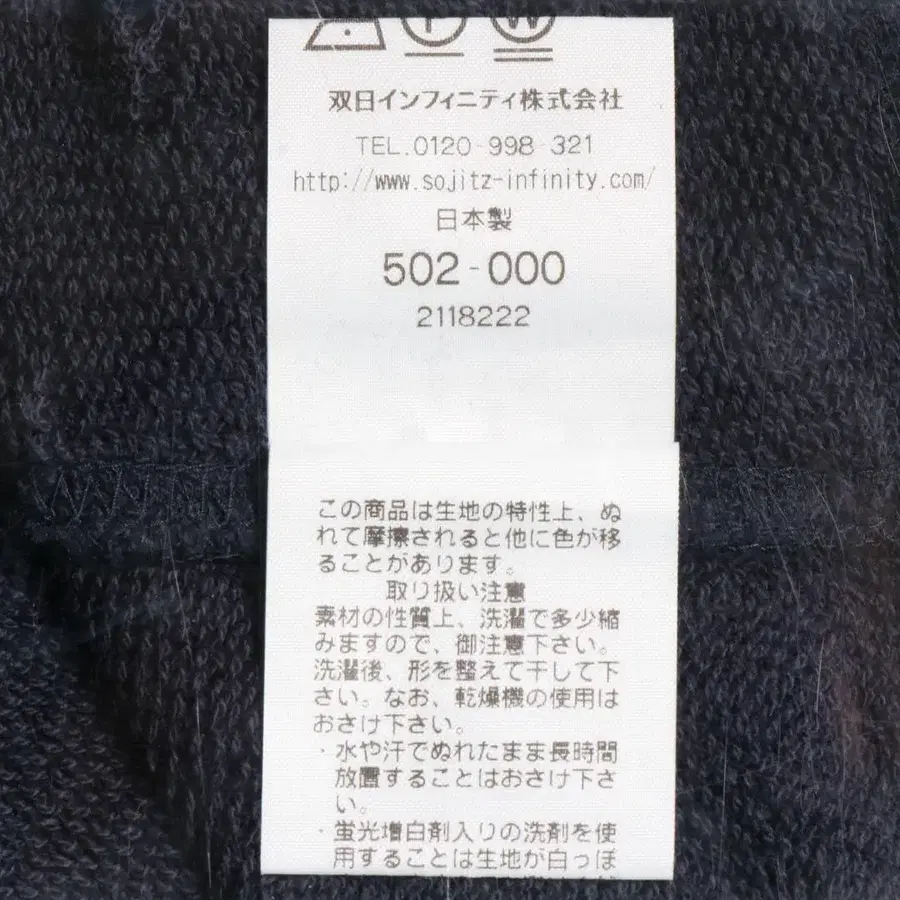 双日インフィニティ株式会社
TEL.0120-998-321
http://www.sojitz-infinity.com/
日本製
502-000
2118222
この商品は生地の特性上、ぬ
れて摩擦されると他に色が移
ることがあります。
取り扱い注意
素材の性質上、洗濯で多少縮
みますので、御注意下さい。
洗濯後、形を整えて干して下
さい。なお、乾燥機の使用は
おさけ下さい。
・水や汗でぬれたまま長時間
放置することはおさけ下さ
い。
・蛍光増白剤入りの洗剤を使
用することは生地が白っぽ